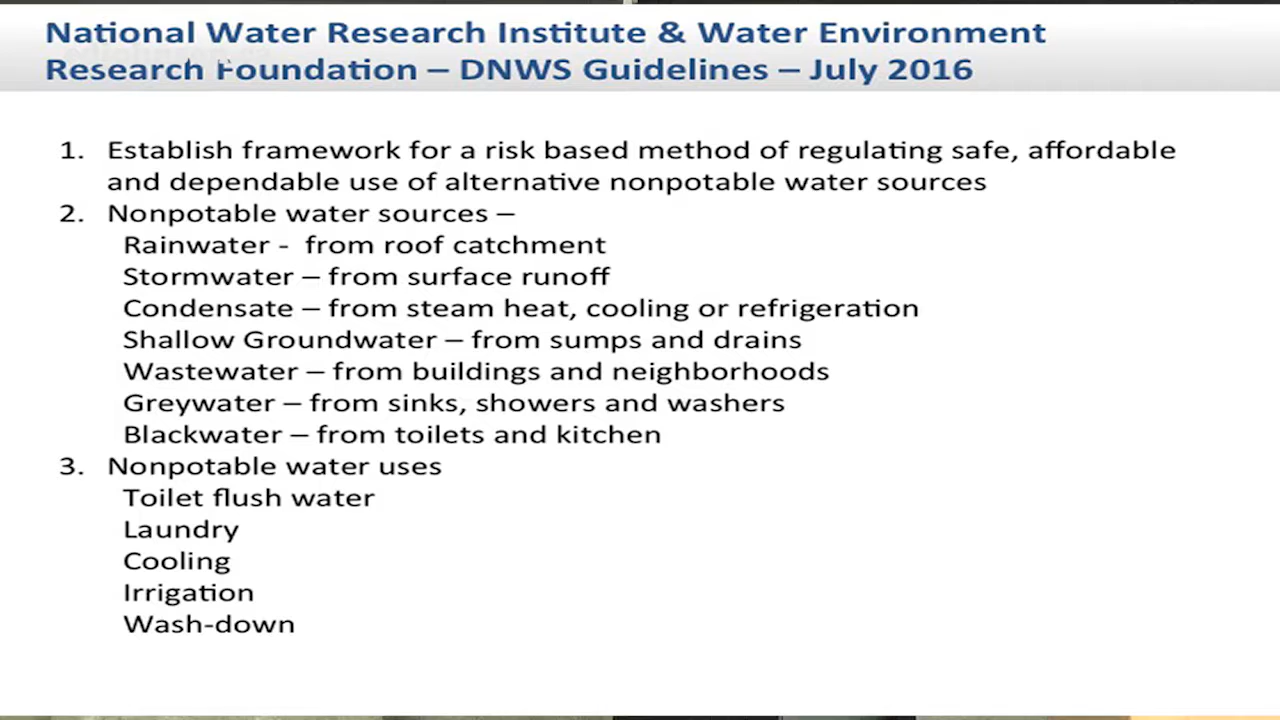 National Water Research Institute & Water Environment
Research Foundation – DNWS Guidelines – July 2016
1. Establish framework for a risk based method of regulating safe, affordable
and dependable use of alternative nonpotable water sources
2. Nonpotable water sources –
Rainwater -  from roof catchment
Stormwater – from surface runoff
Condensate – from steam heat, cooling or refrigeration
Shallow Groundwater – from sumps and drains
Wastewater – from buildings and neighborhoods
Greywater – from sinks, showers and washers
Blackwater – from toilets and kitchen
3. Nonpotable water uses
Toilet flush water
Laundry
Cooling
Irrigation
Wash-down